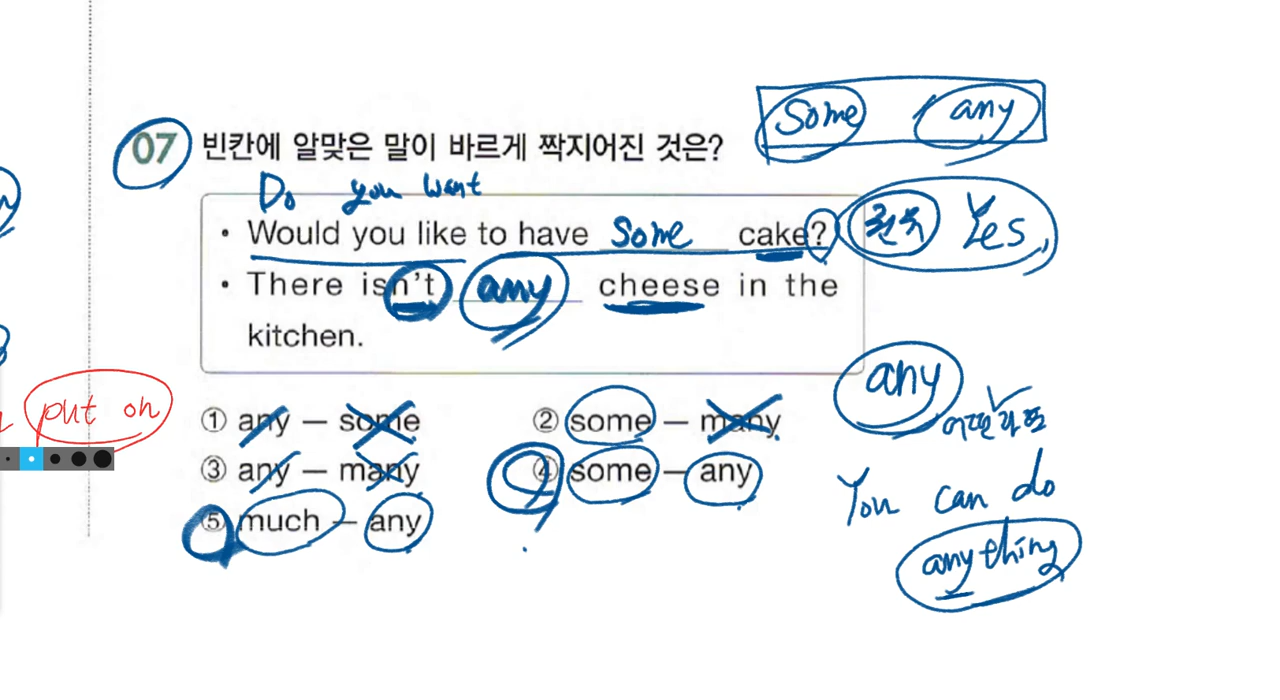 Some any
07 빈칸에 알맞은 말이 바르게 짝지어진 것은?
Do you want
• Would you like to have Some cake? 권유 Yes,
• There isn't any cheese in the
kitchen.
any
put on
① any – some ② some – many
③ any – many ④ some – any
⑤ much – any
You can do
anything